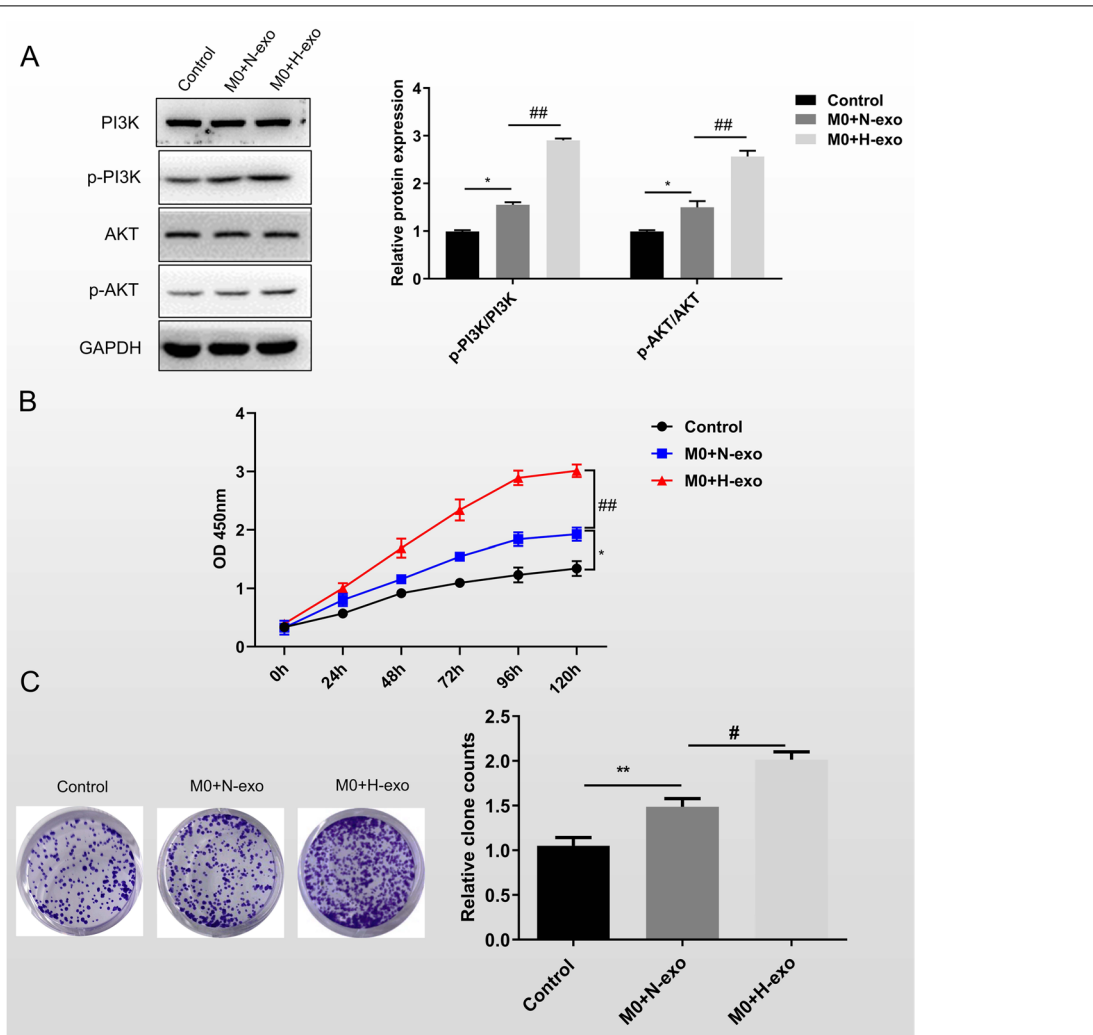 A
Control
M0+N-exo
M0+H-exo
PI3K
p-PI3K
AKT
p-AKT
GAPDH
Relative protein expression
4
3
2
1
0
*
##
*
##
p-PI3K/PI3K
p-AKT/AKT
Control
M0+N-exo
M0+H-exo
B
OD 450nm
4
3
2
1
0
0h
24h
48h
72h
96h
120h
##
*
Control
M0+N-exo
M0+H-exo
C
Control
M0+N-exo
M0+H-exo
Relative clone counts
2.5
2.0
1.5
1.0
0.5
0.0
**
#
Control
M0+N-exo
M0+H-exo